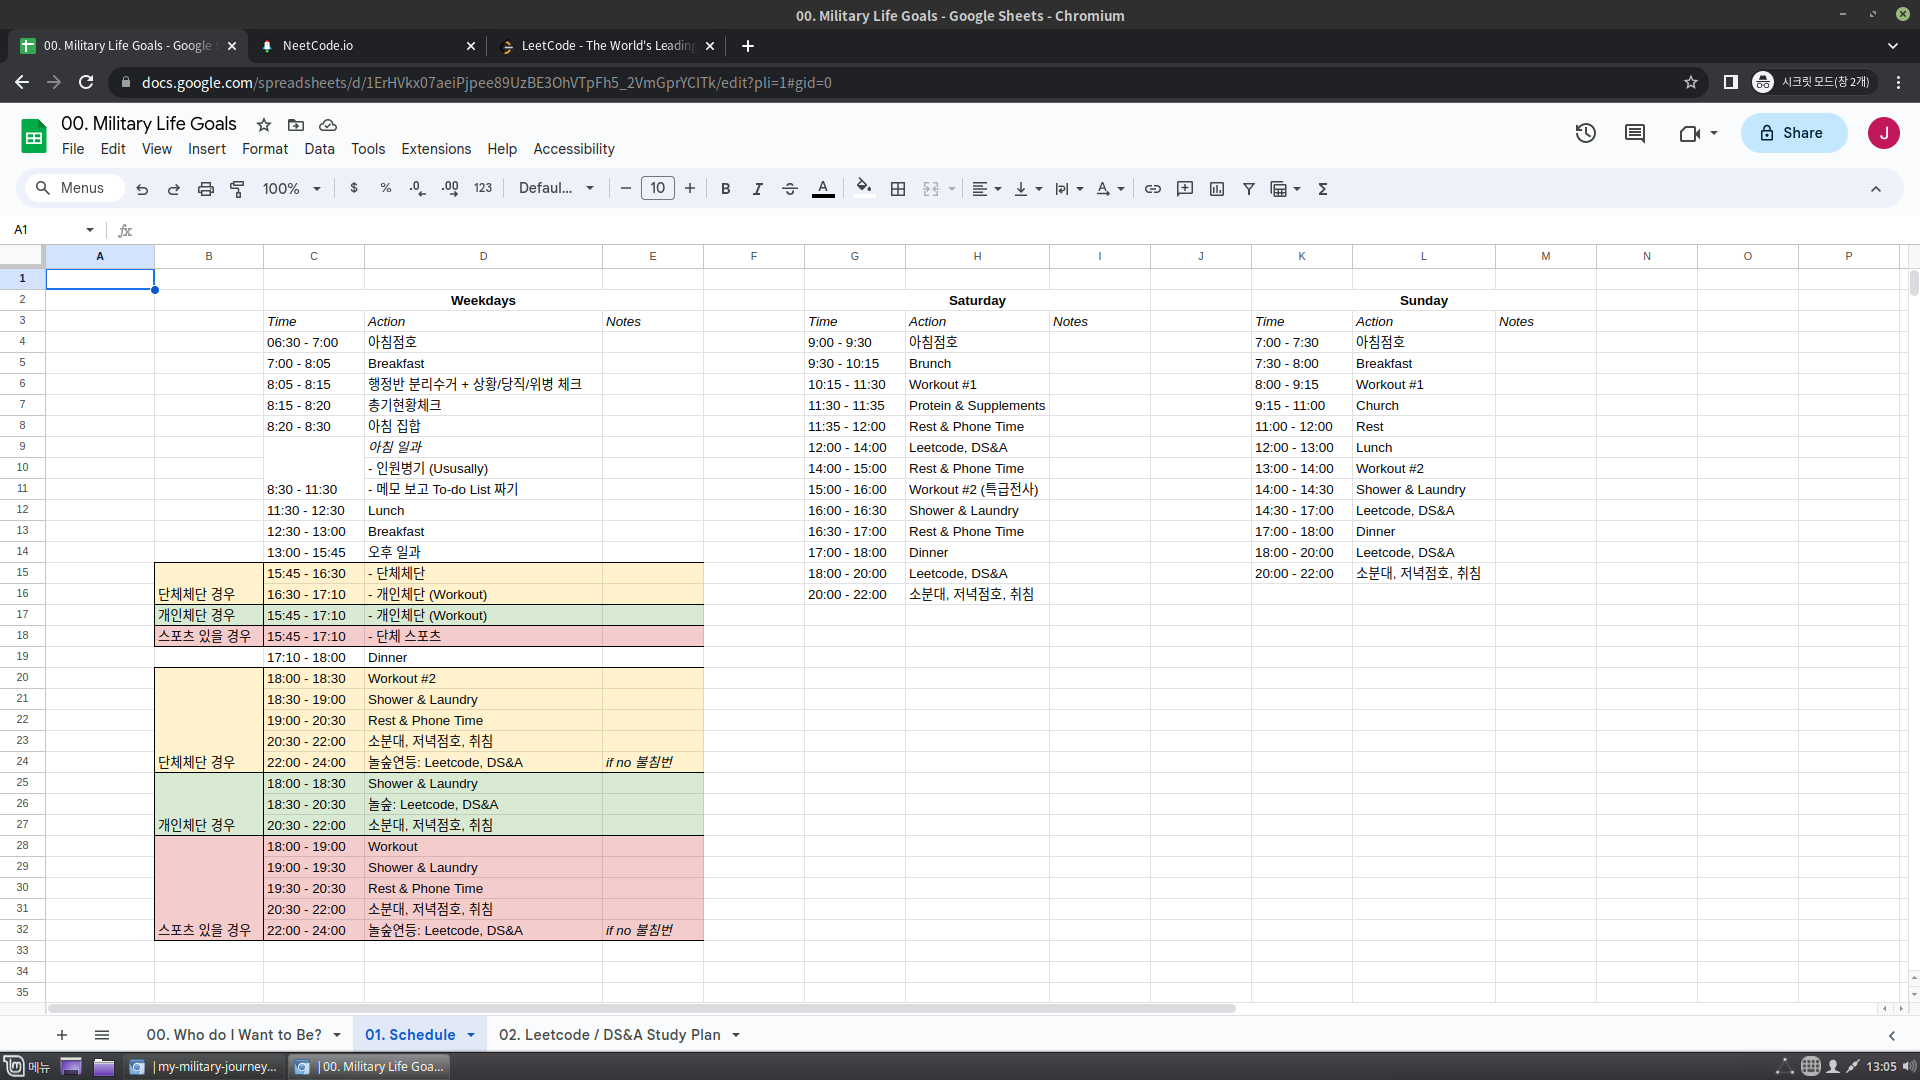 00. Military Life Goals - Google Sheets - Chromium
00. Military Life Goals - Google S
NeetCode.io
LeetCode - The World's Leading
docs.google.com/spreadsheets/d/1ErHVkx07aeiPjpee89UzBE3OhVTpFh5_2VmGprYCITk/edit?pli=1#gid=0
시크릿 모드(창 2개)
00. Military Life Goals
File Edit View Insert Format Data Tools Extensions Help Accessibility
Share
J
Menus 100% $ % .0 .00 123 Defaul... 10 B I A
A1 fx
A B C D E F G H I J K L M N O P
1
2 Weekdays Saturday Sunday
3 Time Action Notes Time Action Notes Time Action Notes
4 06:30 - 7:00 아침점호 9:00 - 9:30 아침점호 7:00 - 7:30 아침점호
5 7:00 - 8:05 Breakfast 9:30 - 10:15 Brunch 7:30 - 8:00 Breakfast
6 8:05 - 8:15 행정반 분리수거 + 상황/당직/위병 체크 10:15 - 11:30 Workout #1 8:00 - 9:15 Workout #1
7 8:15 - 8:20 총기현황체크 11:30 - 11:35 Protein & Supplements 9:15 - 11:00 Church
8 8:20 - 8:30 아침 집합 11:35 - 12:00 Rest & Phone Time 11:00 - 12:00 Rest
9 아침 일과 12:00 - 14:00 Leetcode, DS&A 12:00 - 13:00 Lunch
10 - 인원병기 (Ususally) 14:00 - 15:00 Rest & Phone Time 13:00 - 14:00 Workout #2
11 8:30 - 11:30 - 메모 보고 To-do List 짜기 15:00 - 16:00 Workout #2 (특급전사) 14:00 - 14:30 Shower & Laundry
12 11:30 - 12:30 Lunch 16:00 - 16:30 Shower & Laundry 14:30 - 17:00 Leetcode, DS&A
13 12:30 - 13:00 Breakfast 16:30 - 17:00 Rest & Phone Time 17:00 - 18:00 Dinner
14 13:00 - 15:45 오후 일과 17:00 - 18:00 Dinner 18:00 - 20:00 Leetcode, DS&A
15 15:45 - 16:30 - 단체체단 18:00 - 20:00 Leetcode, DS&A 20:00 - 22:00 소분대, 저녁점호, 취침
16 단체체단 경우 16:30 - 17:10 - 개인체단 (Workout) 20:00 - 22:00 소분대, 저녁점호, 취침
17 개인체단 경우 15:45 - 17:10 - 개인체단 (Workout)
18 스포츠 있을 경우 15:45 - 17:10 - 단체 스포츠
19 17:10 - 18:00 Dinner
20 18:00 - 18:30 Workout #2
21 18:30 - 19:00 Shower & Laundry
22 19:00 - 20:30 Rest & Phone Time
23 20:30 - 22:00 소분대, 저녁점호, 취침
24 단체체단 경우 22:00 - 24:00 놀숲연등: Leetcode, DS&A if no 불침번
25 18:00 - 18:30 Shower & Laundry
26 18:30 - 20:30 놀숲: Leetcode, DS&A
27 개인체단 경우 20:30 - 22:00 소분대, 저녁점호, 취침
28 18:00 - 19:00 Workout
29 19:00 - 19:30 Shower & Laundry
30 19:30 - 20:30 Rest & Phone Time
31 20:30 - 22:00 소분대, 저녁점호, 취침
32 스포츠 있을 경우 22:00 - 24:00 놀숲연등: Leetcode, DS&A if no 불침번
33
34
35
00. Who do I Want to Be? 01. Schedule 02. Leetcode / DS&A Study Plan
메뉴 |my-military-journey... |00. Military Life Goa... 13:05